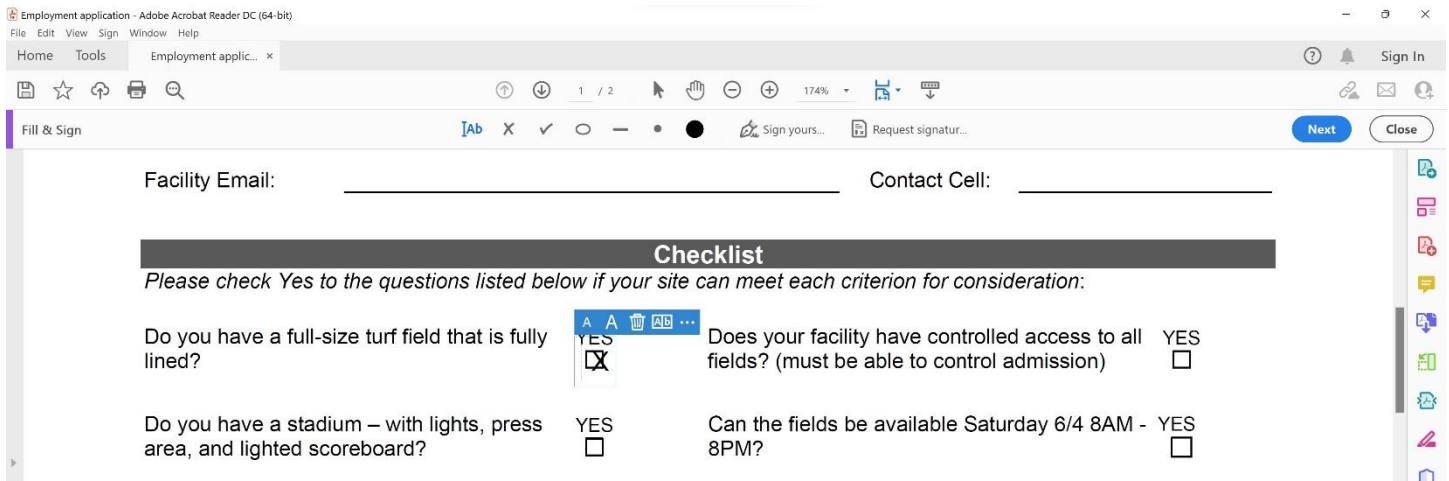 Employment application - Adobe Acrobat Reader DC (64-bit)
File Edit View Sign Window Help
Home Tools Employment applic... × Sign In
1 / 2 174%
Fill & Sign Ab Sign yours... Request signatur... Next Close
Facility Email: Contact Cell:
Checklist
Please check Yes to the questions listed below if your site can meet each criterion for consideration:
A A Ab ...
Do you have a full-size turf field that is fully YES Does your facility have controlled access to all YES
lined? X fields? (must be able to control admission)
Do you have a stadium – with lights, press YES Can the fields be available Saturday 6/4 8AM - YES
area, and lighted scoreboard? 8PM?